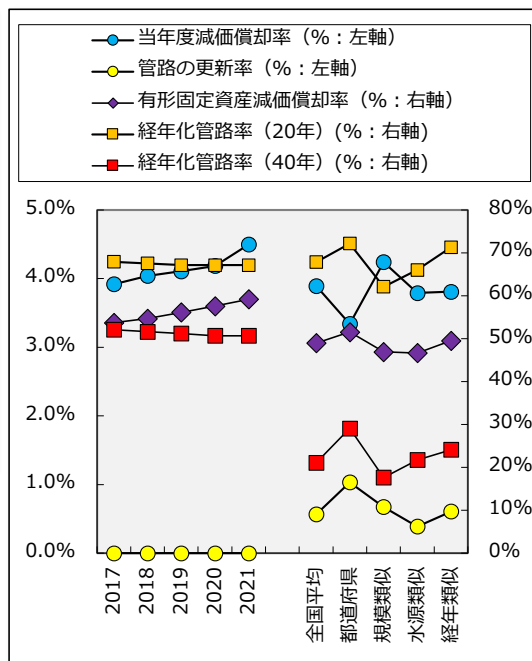 当年度減価償却率（%：左軸）
管路の更新率（%：左軸）
有形固定資産減価償却率（%：右軸）
経年化管路率（20年）(%：右軸)
経年化管路率（40年）(%：右軸)
5.0%
4.0%
3.0%
2.0%
1.0%
0.0%
80%
70%
60%
50%
40%
30%
20%
10%
0%
2017
2018
2019
2020
2021
全国平均
都道府県
規模類似
水源類似
経年類似